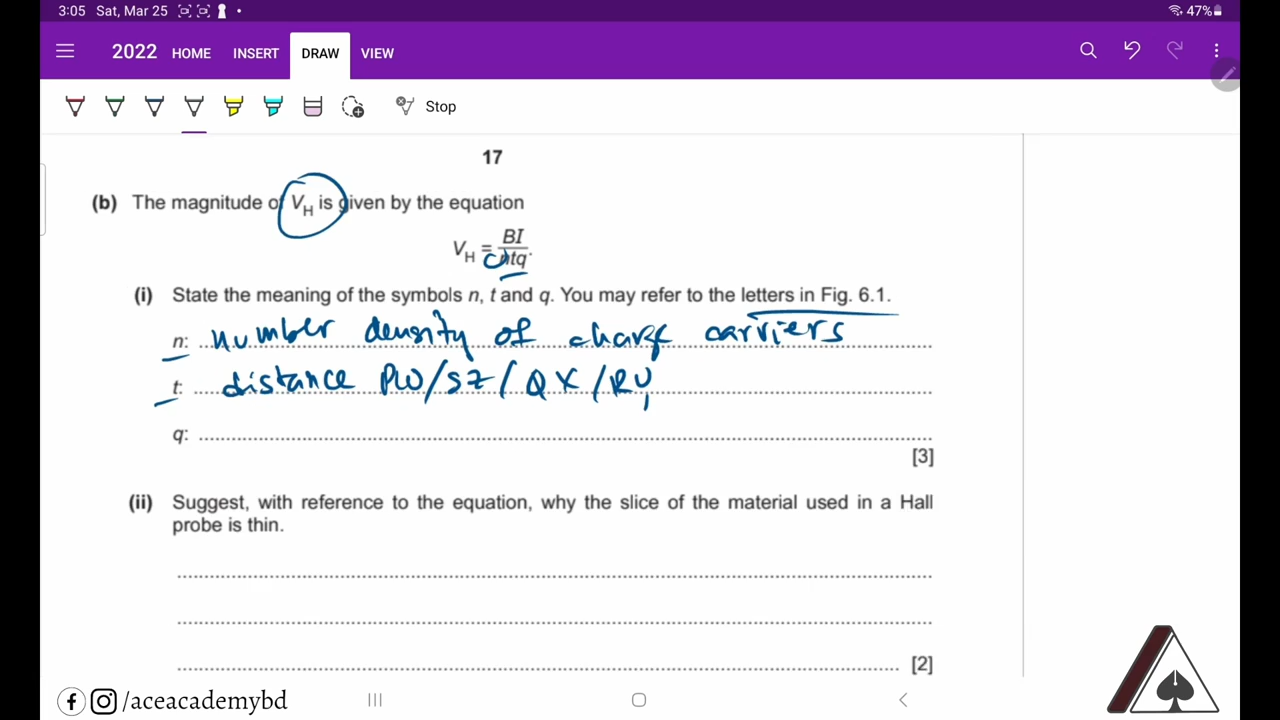 3:05 Sat, Mar 25 47%
2022 HOME INSERT DRAW VIEW
Stop
17
(b) The magnitude of VH is given by the equation
VH = BI/ntq.
(i) State the meaning of the symbols n, t and q. You may refer to the letters in Fig. 6.1.
n: number density of charge carriers
t: distance PW/SZ/QX/RY
q:
[3]
(ii) Suggest, with reference to the equation, why the slice of the material used in a Hall
probe is thin.
[2]
/aceacademybd